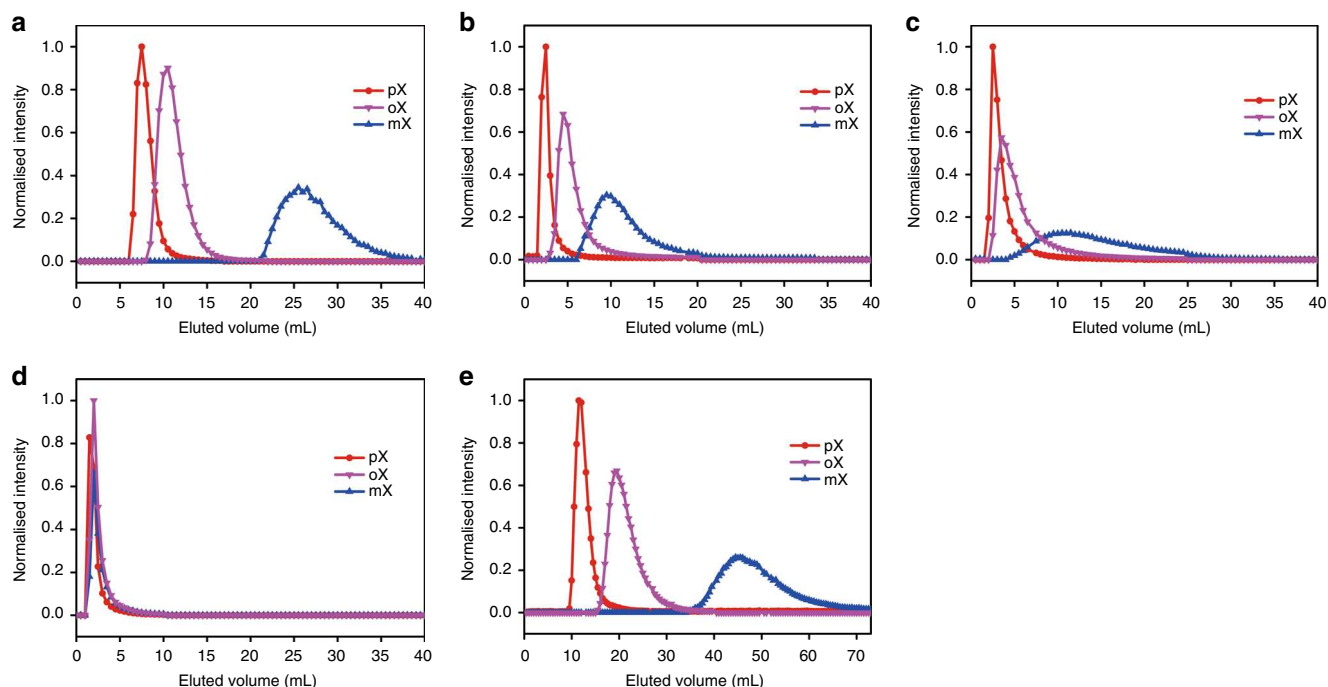 a
1.0
0.8
0.6
0.4
0.2
0.0
Normalised intensity
pX
oX
mX
0 5 10 15 20 25 30 35 40
Eluted volume (mL)
b
1.0
0.8
0.6
0.4
0.2
0.0
Normalised intensity
pX
oX
mX
0 5 10 15 20 25 30 35 40
Eluted volume (mL)
c
1.0
0.8
0.6
0.4
0.2
0.0
Normalised intensity
pX
oX
mX
0 5 10 15 20 25 30 35 40
Eluted volume (mL)
d
1.0
0.8
0.6
0.4
0.2
0.0
Normalised intensity
pX
oX
mX
0 5 10 15 20 25 30 35 40
Eluted volume (mL)
e
1.0
0.8
0.6
0.4
0.2
0.0
Normalised intensity
pX
oX
mX
0 10 20 30 40 50 60 70
Eluted volume (mL)